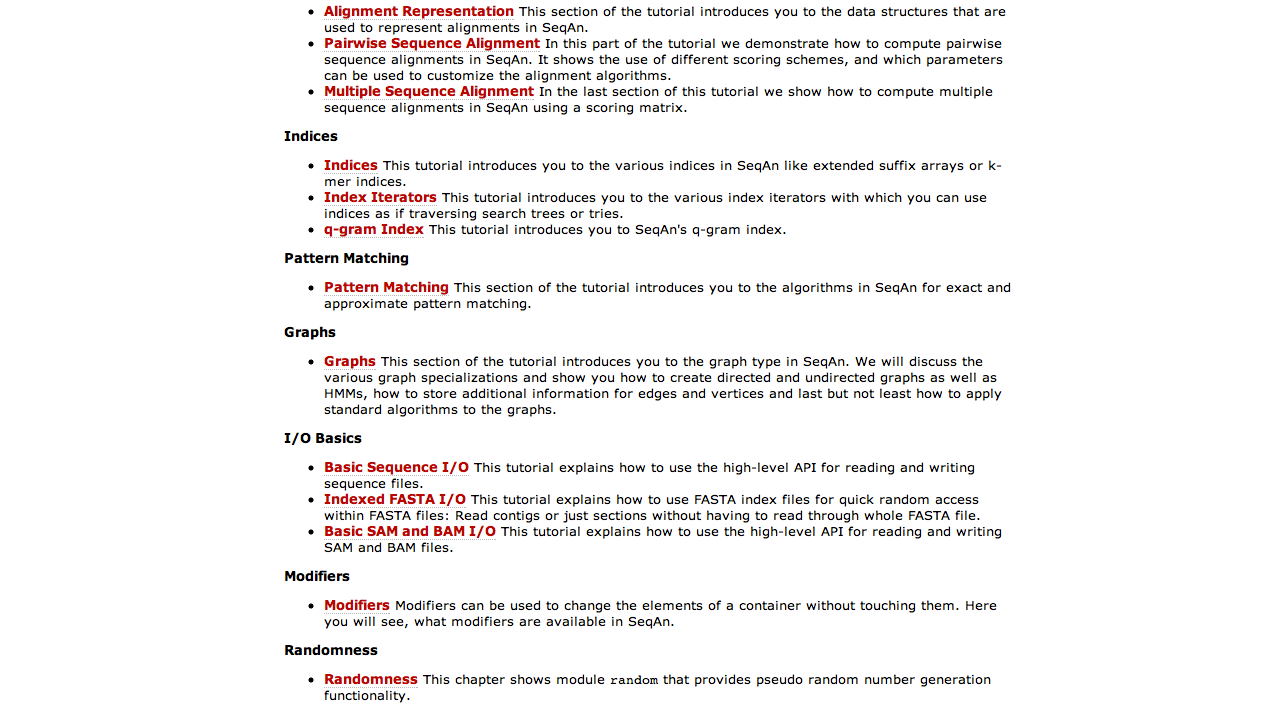 Alignment Representation This section of the tutorial introduces you to the data structures that are
used to represent alignments in SeqAn.
Pairwise Sequence Alignment In this part of the tutorial we demonstrate how to compute pairwise
sequence alignments in SeqAn. It shows the use of different scoring schemes, and which parameters
can be used to customize the alignment algorithms.
Multiple Sequence Alignment In the last section of this tutorial we show how to compute multiple
sequence alignments in SeqAn using a scoring matrix.
Indices
Indices This tutorial introduces you to the various indices in SeqAn like extended suffix arrays or k-
mer indices.
Index Iterators This tutorial introduces you to the various index iterators with which you can use
indices as if traversing search trees or tries.
q-gram Index This tutorial introduces you to SeqAn's q-gram index.
Pattern Matching
Pattern Matching This section of the tutorial introduces you to the algorithms in SeqAn for exact and
approximate pattern matching.
Graphs
Graphs This section of the tutorial introduces you to the graph type in SeqAn. We will discuss the
various graph specializations and show you how to create directed and undirected graphs as well as
HMMs, how to store additional information for edges and vertices and last but not least how to apply
standard algorithms to the graphs.
I/O Basics
Basic Sequence I/O This tutorial explains how to use the high-level API for reading and writing
sequence files.
Indexed FASTA I/O This tutorial explains how to use FASTA index files for quick random access
within FASTA files: Read contigs or just sections without having to read through whole FASTA file.
Basic SAM and BAM I/O This tutorial explains how to use the high-level API for reading and writing
SAM and BAM files.
Modifiers
Modifiers Modifiers can be used to change the elements of a container without touching them. Here
you will see, what modifiers are available in SeqAn.
Randomness
Randomness This chapter shows module random that provides pseudo random number generation
functionality.